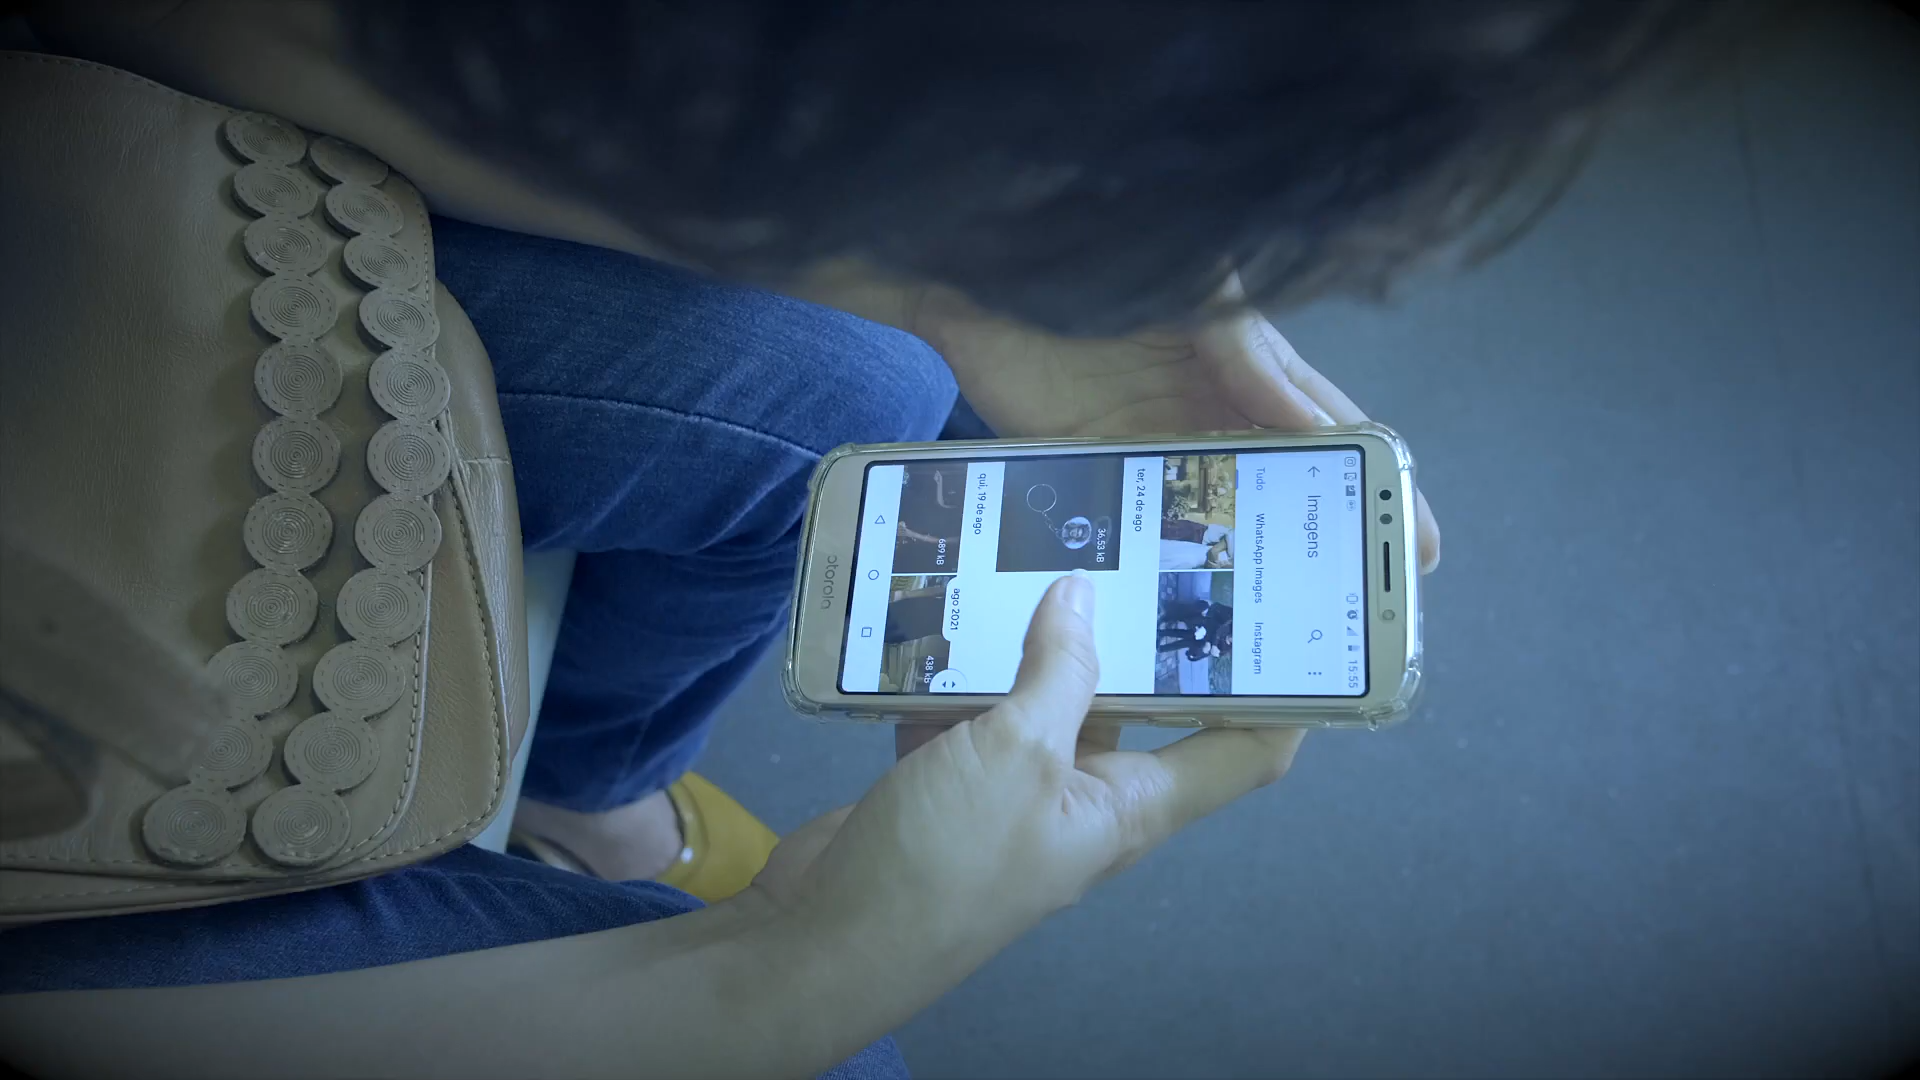 15:55
Imagens
Tudo WhatsApp Images Instagram
ter, 24 de ago
36,53 kB
qui, 19 de ago
ago 2021
689 kB
438 kB
otorola